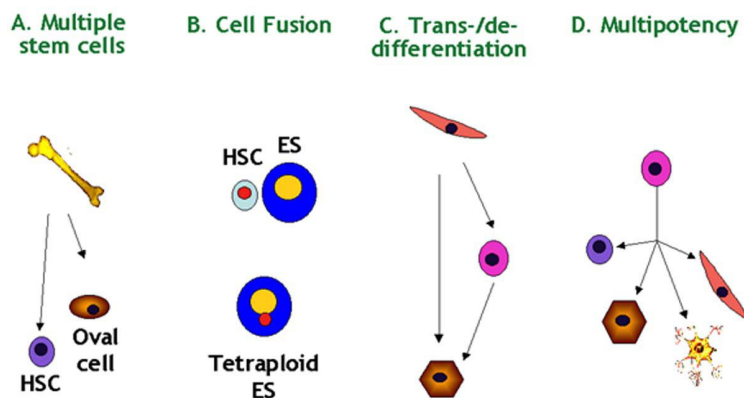 A. Multiple
stem cells
B. Cell Fusion
C. Trans-/de-
differentiation
D. Multipotency
HSC
ES
Oval
cell
HSC
Tetraploid
ES